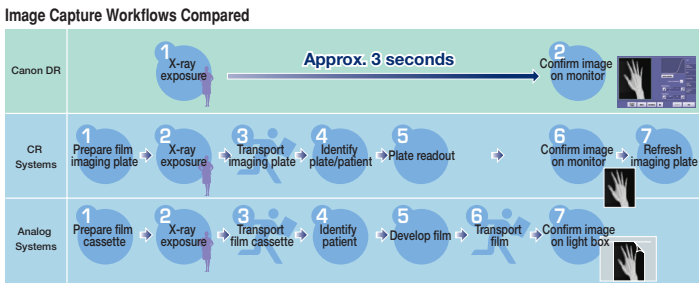 Image Capture Workflows Compared
Canon DR
1
X-ray
exposure
Approx. 3 seconds
2
Confirm image
on monitor
CR
Systems
1
Prepare film
imaging plate
2
X-ray
exposure
3
Transport
imaging plate
4
Identify
plate/patient
5
Plate readout
6
Confirm image
on monitor
7
Refresh
imaging plate
Analog
Systems
1
Prepare film
cassette
2
X-ray
exposure
3
Transport
film cassette
4
Identify
patient
5
Develop film
6
Transport
film
7
Confirm image
on light box